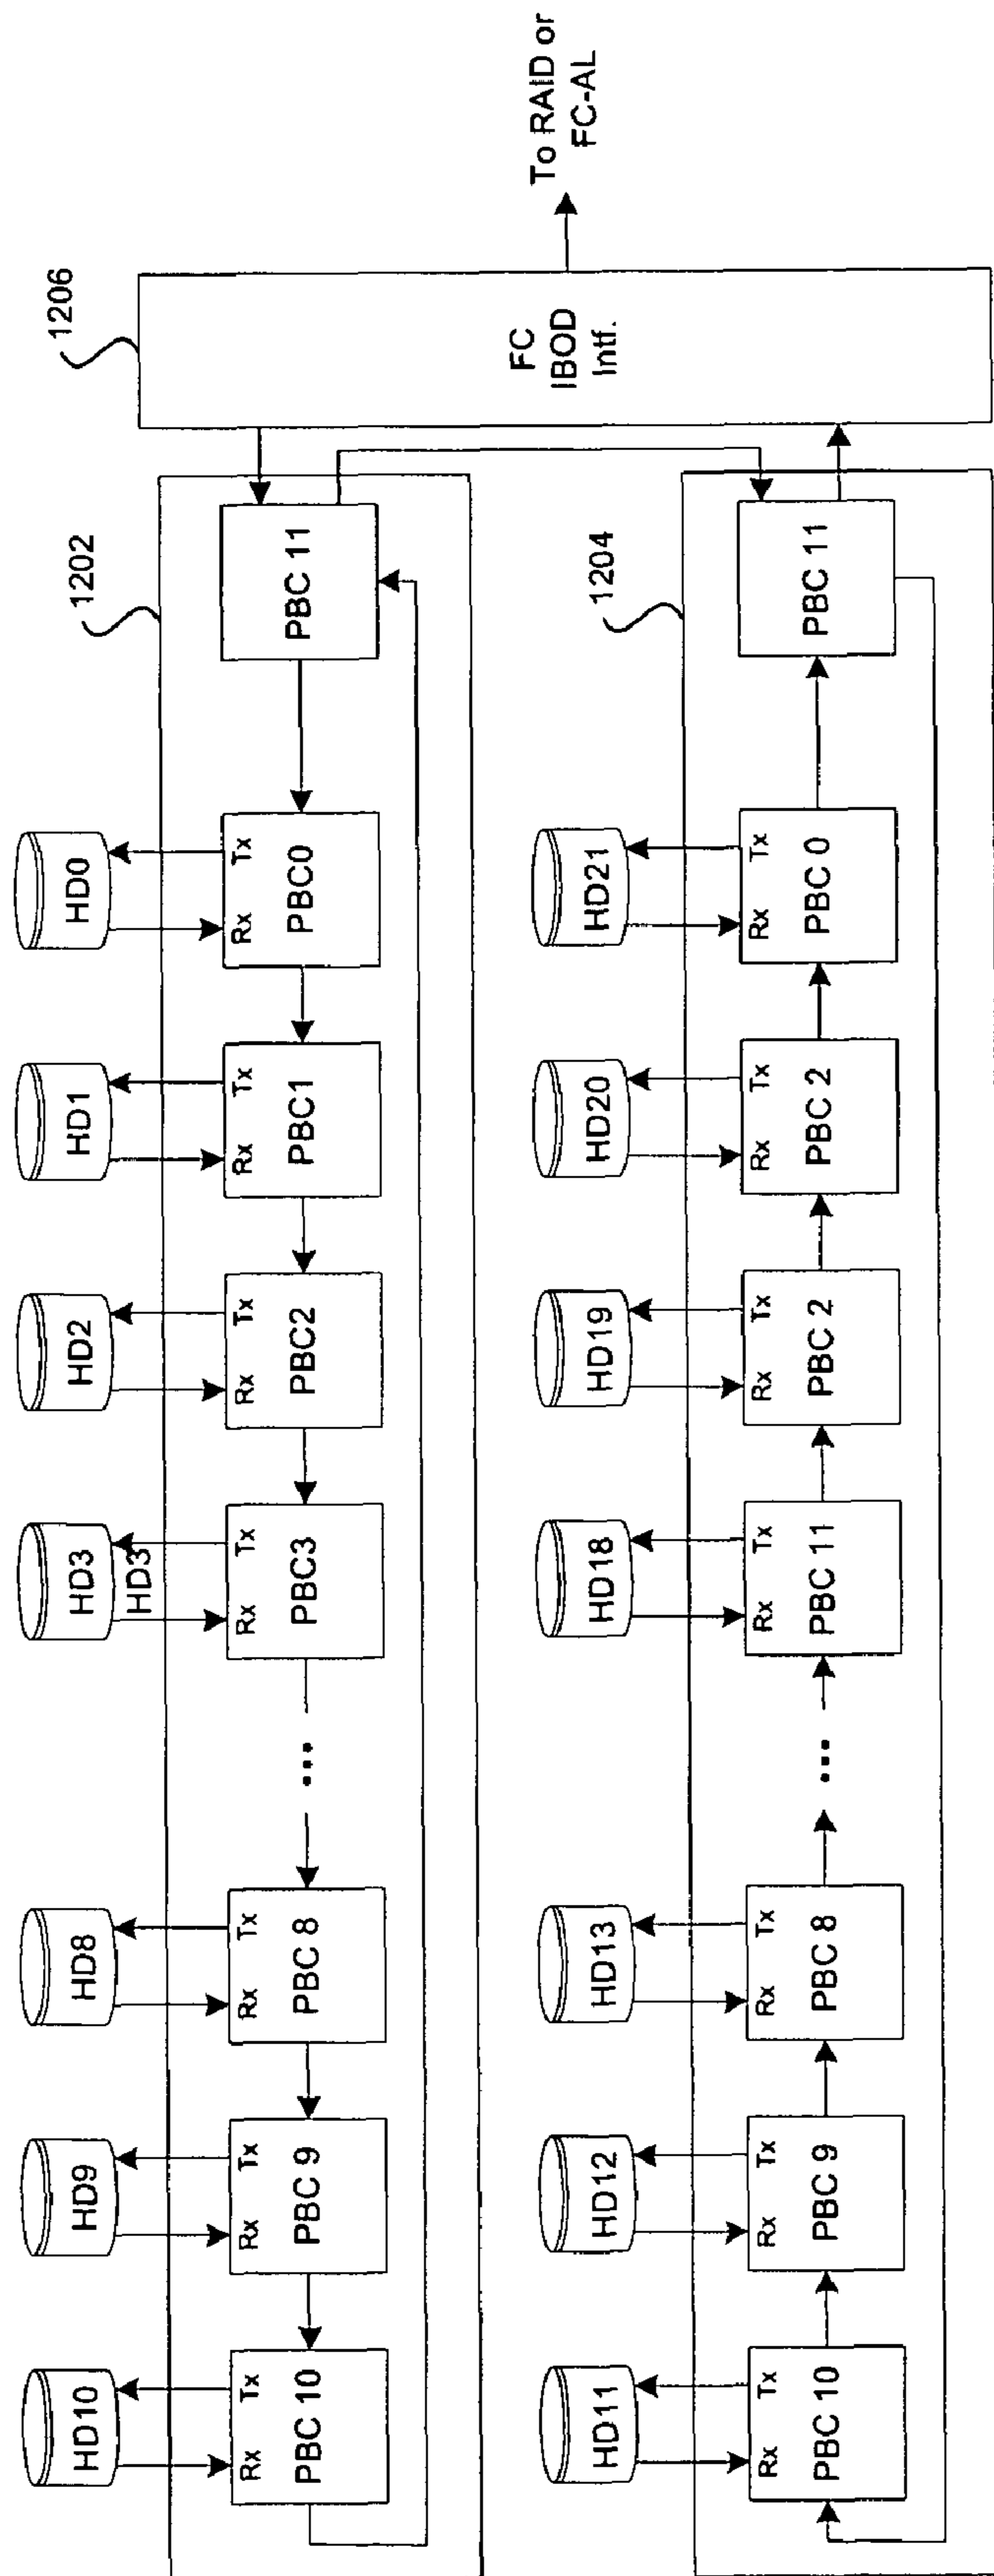 HD10
HD9
HD8
HD3
HD3
HD2
HD1
HD0
1202
1206
Rx Tx
PBC 10
Rx Tx
PBC 9
Rx Tx
PBC 8
...
Rx Tx
PBC3
Rx Tx
PBC2
Rx Tx
PBC1
Rx Tx
PBC0
PBC 11
FC
IBOD
Intf.
To RAID or
FC-AL
HD11
HD12
HD13
HD18
HD19
HD20
HD21
1204
Rx Tx
PBC 10
Rx Tx
PBC 9
Rx Tx
PBC 8
...
Rx Tx
PBC 11
Rx Tx
PBC 2
Rx Tx
PBC 2
Rx Tx
PBC 0
PBC 11